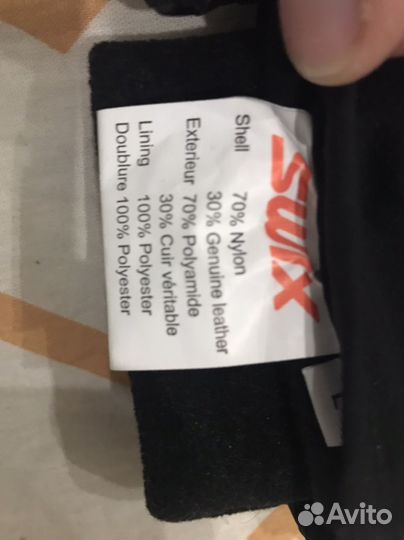 SWIX
Shell 70% Nylon
30% Genuine leather
Exterieur 70% Polyamide
30% Cuir véritable
Lining 100% Polyester
Doublure 100% Polyester
L
Avito